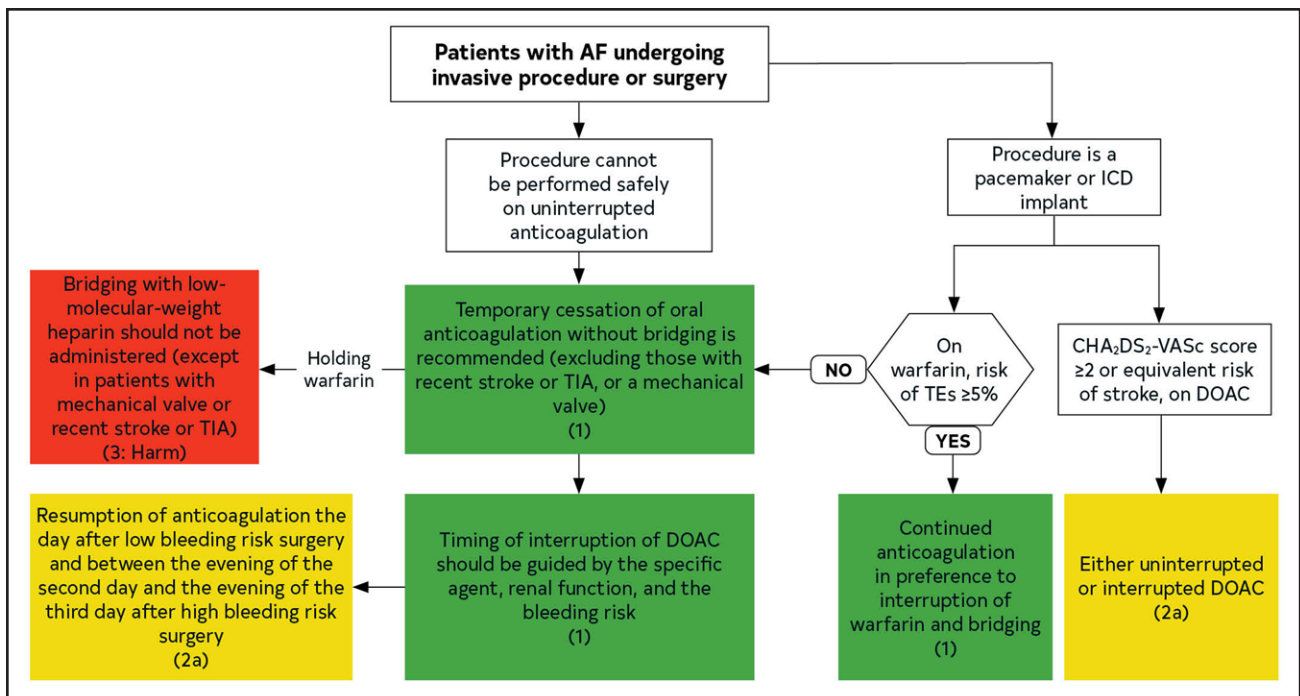 Patients with AF undergoing
invasive procedure or surgery
Procedure cannot
be performed safely
on uninterrupted
anticoagulation
Procedure is a
pacemaker or ICD
implant
Bridging with low-
molecular-weight
heparin should not be
administered (except
in patients with
mechanical valve or
recent stroke or TIA)
(3: Harm)
Holding
warfarin
Temporary cessation of oral
anticoagulation without bridging is
recommended (excluding those with
recent stroke or TIA, or a mechanical
valve)
(1)
NO
On
warfarin, risk
of TEs ≥5%
YES
CHA₂DS₂-VASc score
≥2 or equivalent risk
of stroke, on DOAC
Resumption of anticoagulation the
day after low bleeding risk surgery
and between the evening of the
second day and the evening of the
third day after high bleeding risk
surgery
(2a)
Timing of interruption of DOAC
should be guided by the specific
agent, renal function, and the
bleeding risk
(1)
Continued
anticoagulation
in preference to
interruption of
warfarin and bridging
(1)
Either uninterrupted
or interrupted DOAC
(2a)